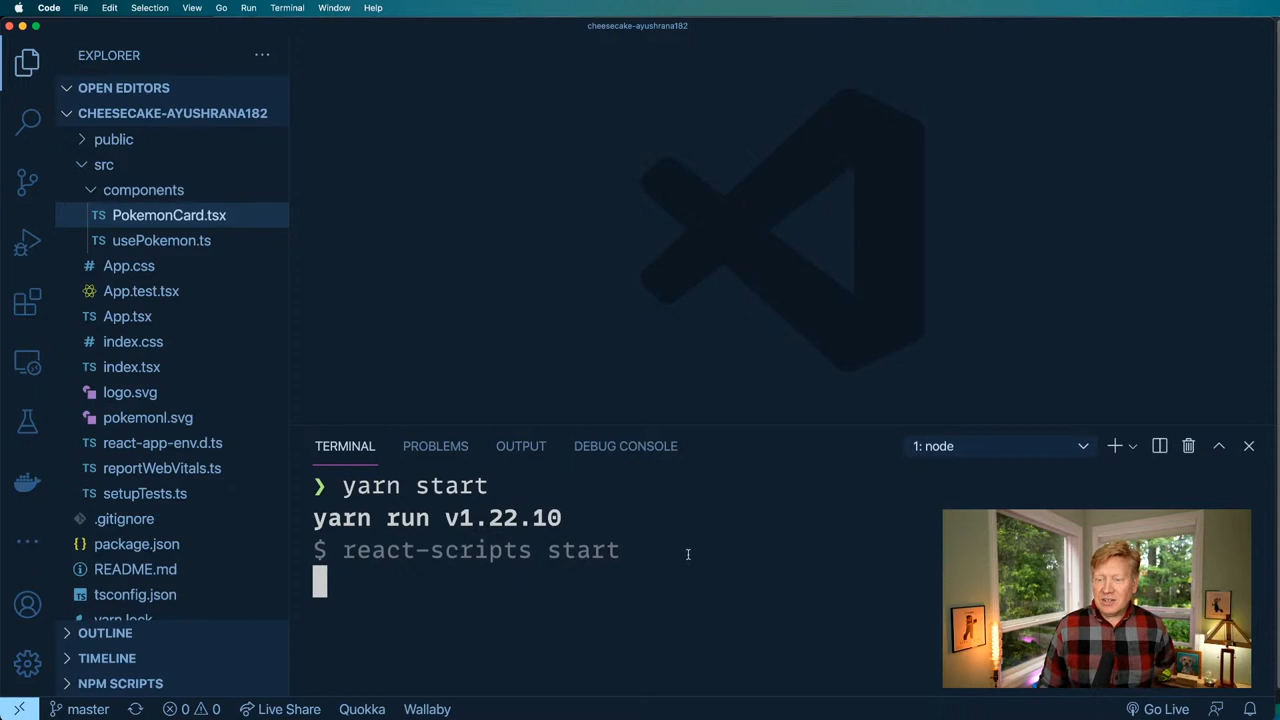 Code File Edit Selection View Go Run Terminal Window Help
cheesecake-ayushrana182
EXPLORER
OPEN EDITORS
CHEESECAKE-AYUSHRANA182
public
src
components
TS PokemonCard.tsx
TS usePokemon.ts
# App.css
App.test.tsx
TS App.tsx
# index.css
TS index.tsx
logo.svg
pokemonl.svg
TS react-app-env.d.ts
TS reportWebVitals.ts
TS setupTests.ts
.gitignore
{} package.json
README.md
tsconfig.json
yarn.lock
OUTLINE
TIMELINE
NPM SCRIPTS
TERMINAL PROBLEMS OUTPUT DEBUG CONSOLE
1: node
❯ yarn start
yarn run v1.22.10
$ react-scripts start
master 0 0 Live Share Quokka Wallaby Go Live